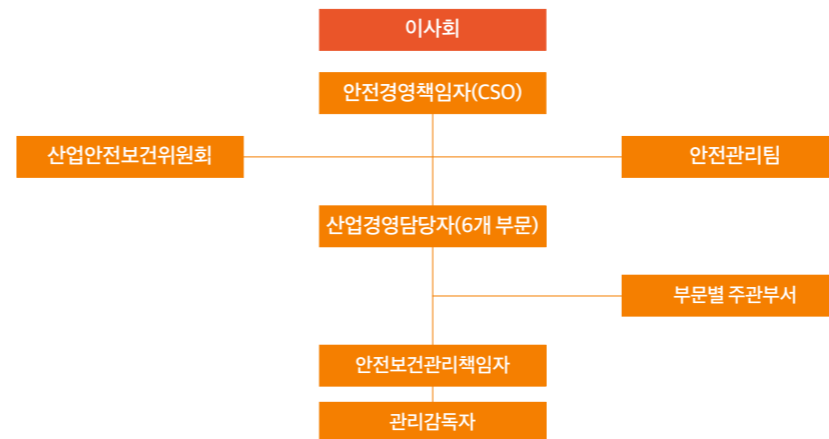 이사회
안전경영책임자(CSO)
산업안전보건위원회
안전관리팀
산업경영담당자(6개 부문)
부문별 주관부서
안전보건관리책임자
관리감독자